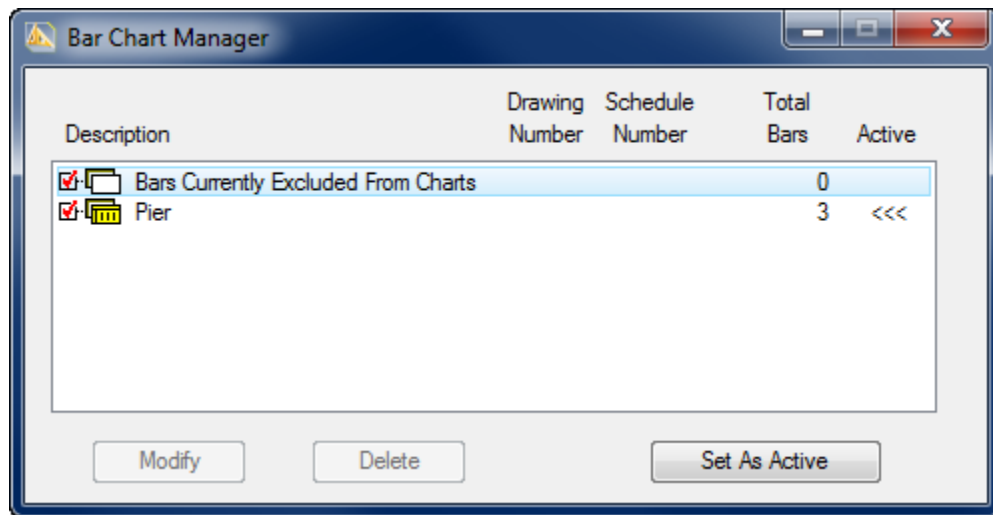 Bar Chart Manager
Drawing Schedule Total
Description Number Number Bars Active
Bars Currently Excluded From Charts 0
Pier 3 <<<
Modify Delete Set As Active